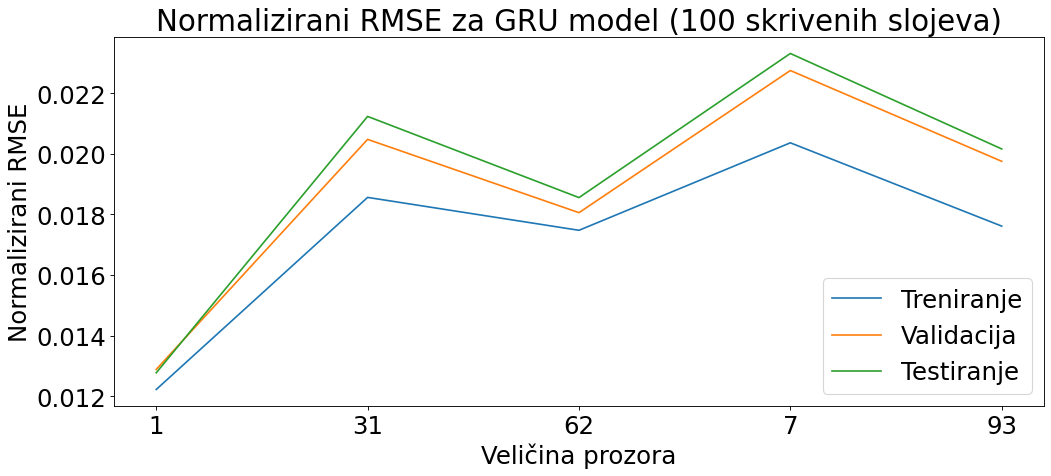 Normalizirani RMSE za GRU model (100 skrivenih slojeva)
Normalizirani RMSE
0.022
0.020
0.018
0.016
0.014
0.012
1 31 62 7 93
Veličina prozora
Treniranje
Validacija
Testiranje